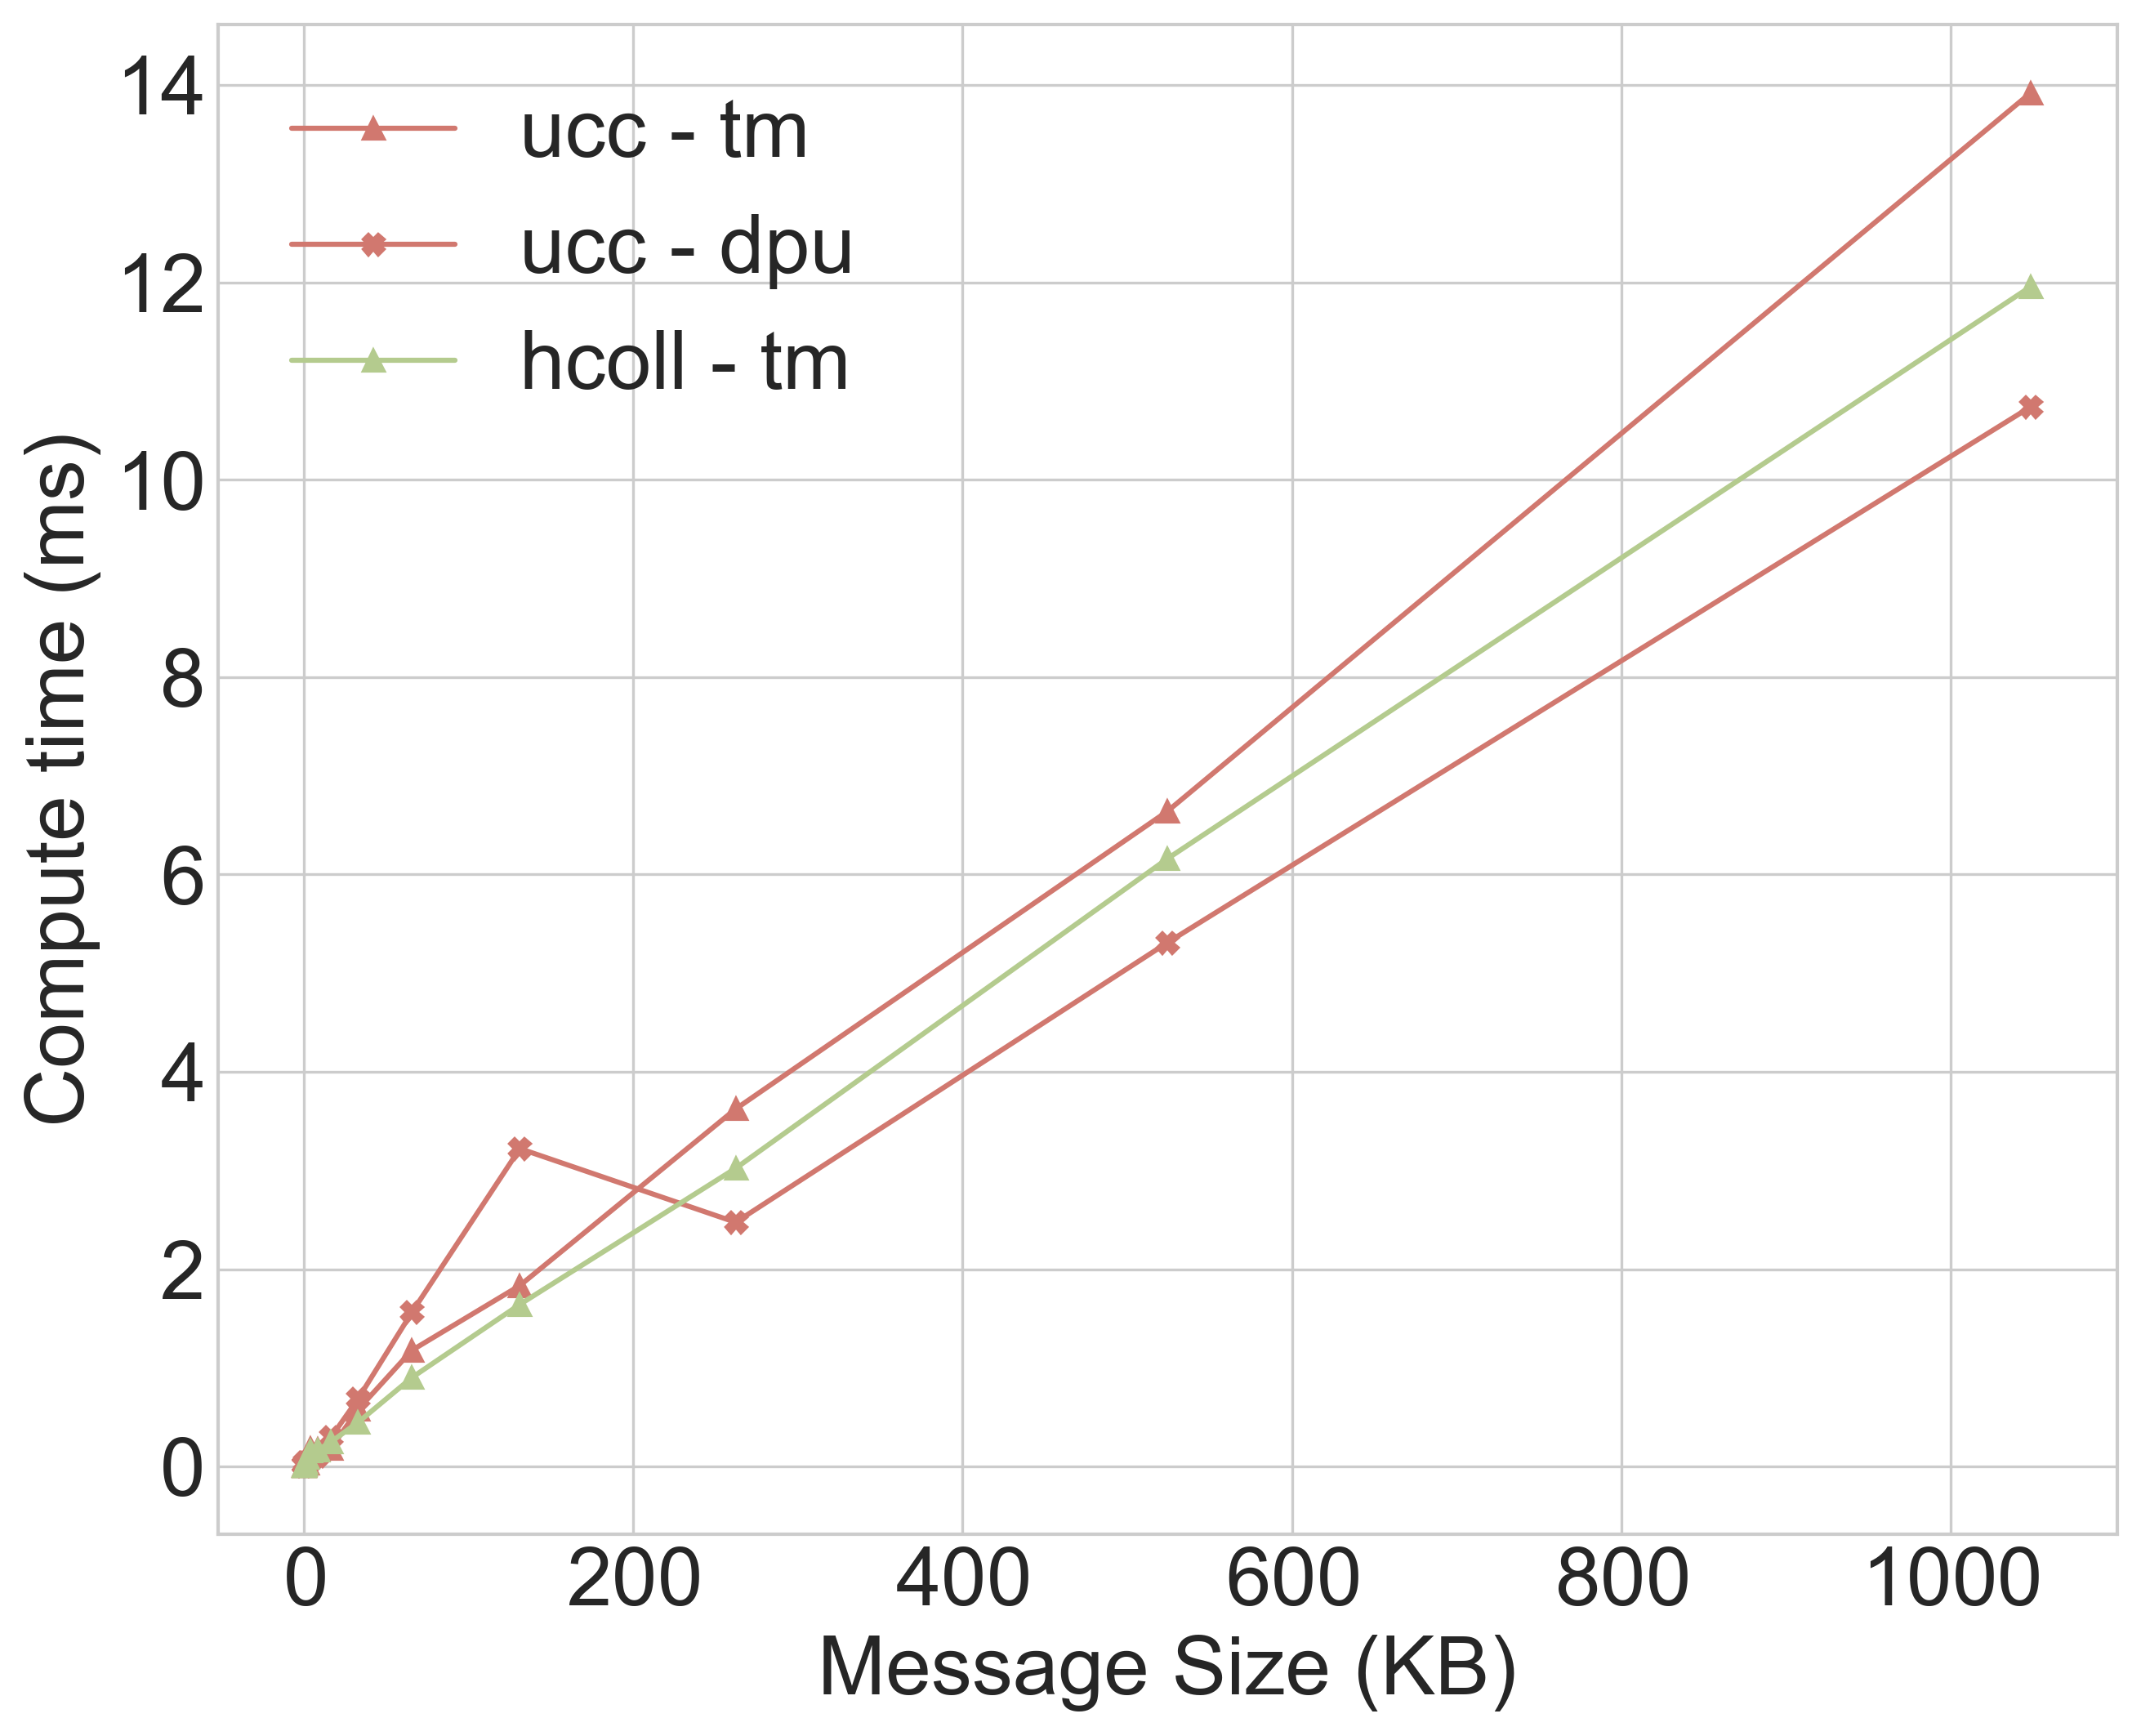 14
12
10
8
6
4
2
0
Compute time (ms)
ucc - tm
ucc - dpu
hcoll - tm
0 200 400 600 800 1000
Message Size (KB)